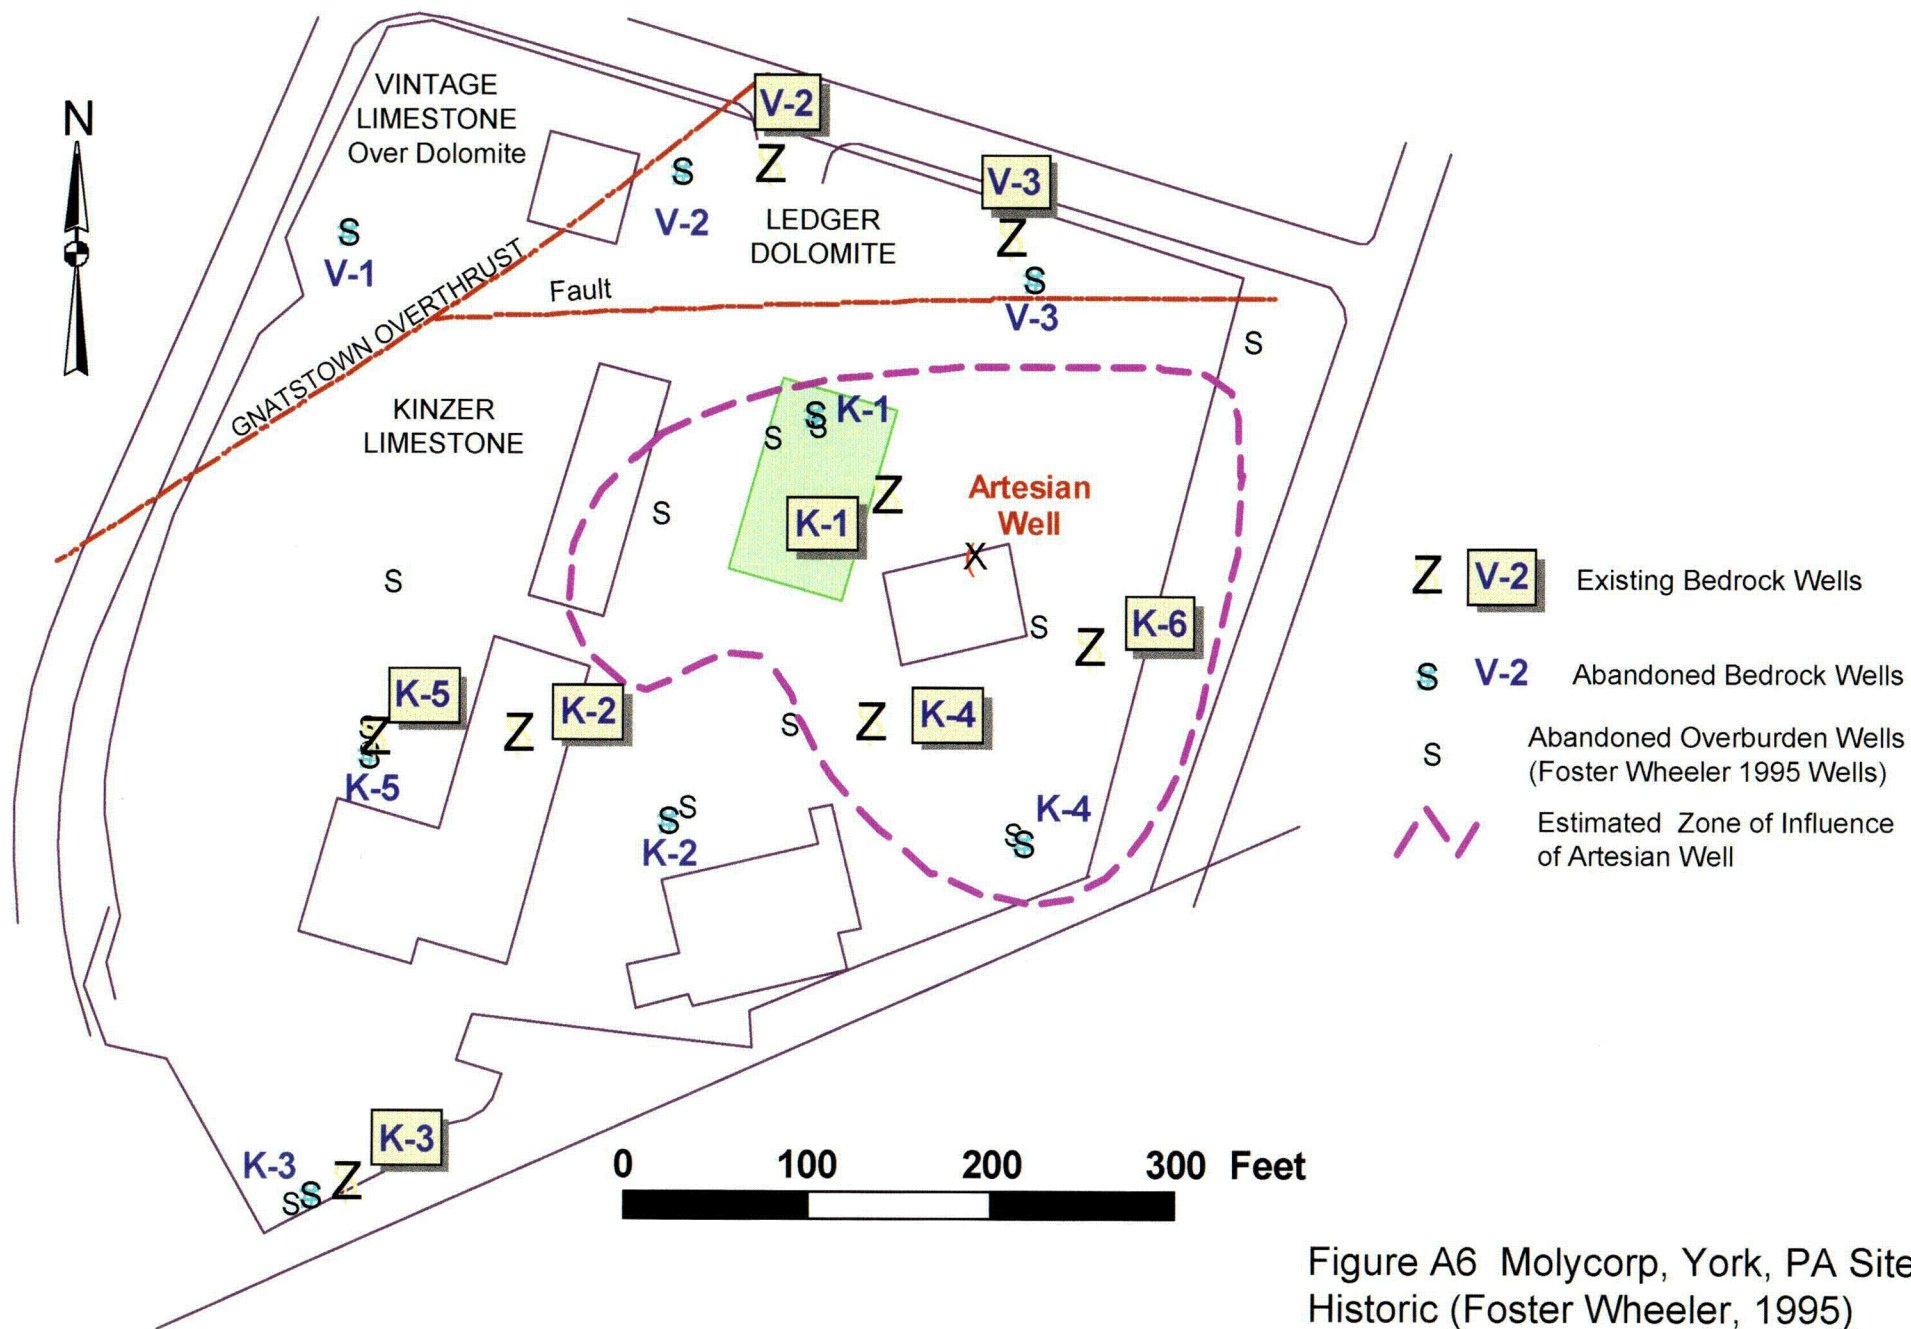 N
VINTAGE
LIMESTONE
Over Dolomite
V-2
Z
S
V-2
V-3
Z
LEDGER
DOLOMITE
S
V-1
S
V-3
Fault
GNATSTOWN OVERTHRUST
S
KINZER
LIMESTONE
S
S
K-1
S
S
Z
K-1
Artesian
Well
X
S
S
K-6
Z
S
K-5
Z
S
S
K-5
Z
K-2
S
Z
K-4
S
S
K-2
K-4
S
S
Z
V-2
Existing Bedrock Wells
S
V-2
Abandoned Bedrock Wells
S
Abandoned Overburden Wells
(Foster Wheeler 1995 Wells)
Estimated Zone of Influence
of Artesian Well
K-3
K-3
S
S
Z
0 100 200 300 Feet
Figure A6 Molycorp, York, PA Site
Historic (Foster Wheeler, 1995)